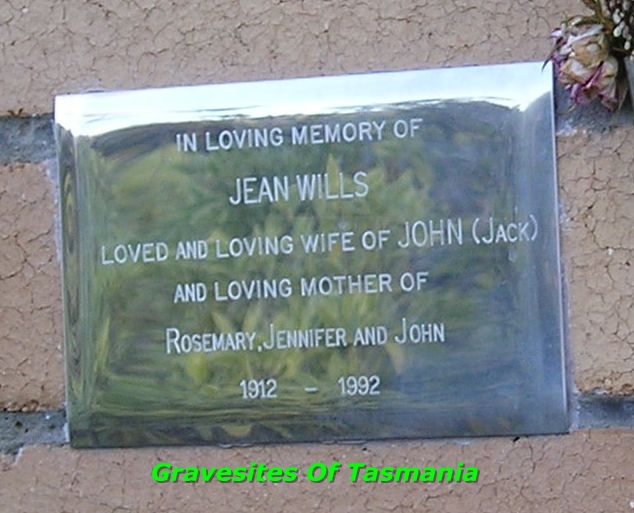 IN LOVING MEMORY OF
JEAN WILLS
LOVED AND LOVING WIFE OF JOHN (JACK)
AND LOVING MOTHER OF
ROSEMARY, JENNIFER AND JOHN
1912 - 1992
Gravesites Of Tasmania